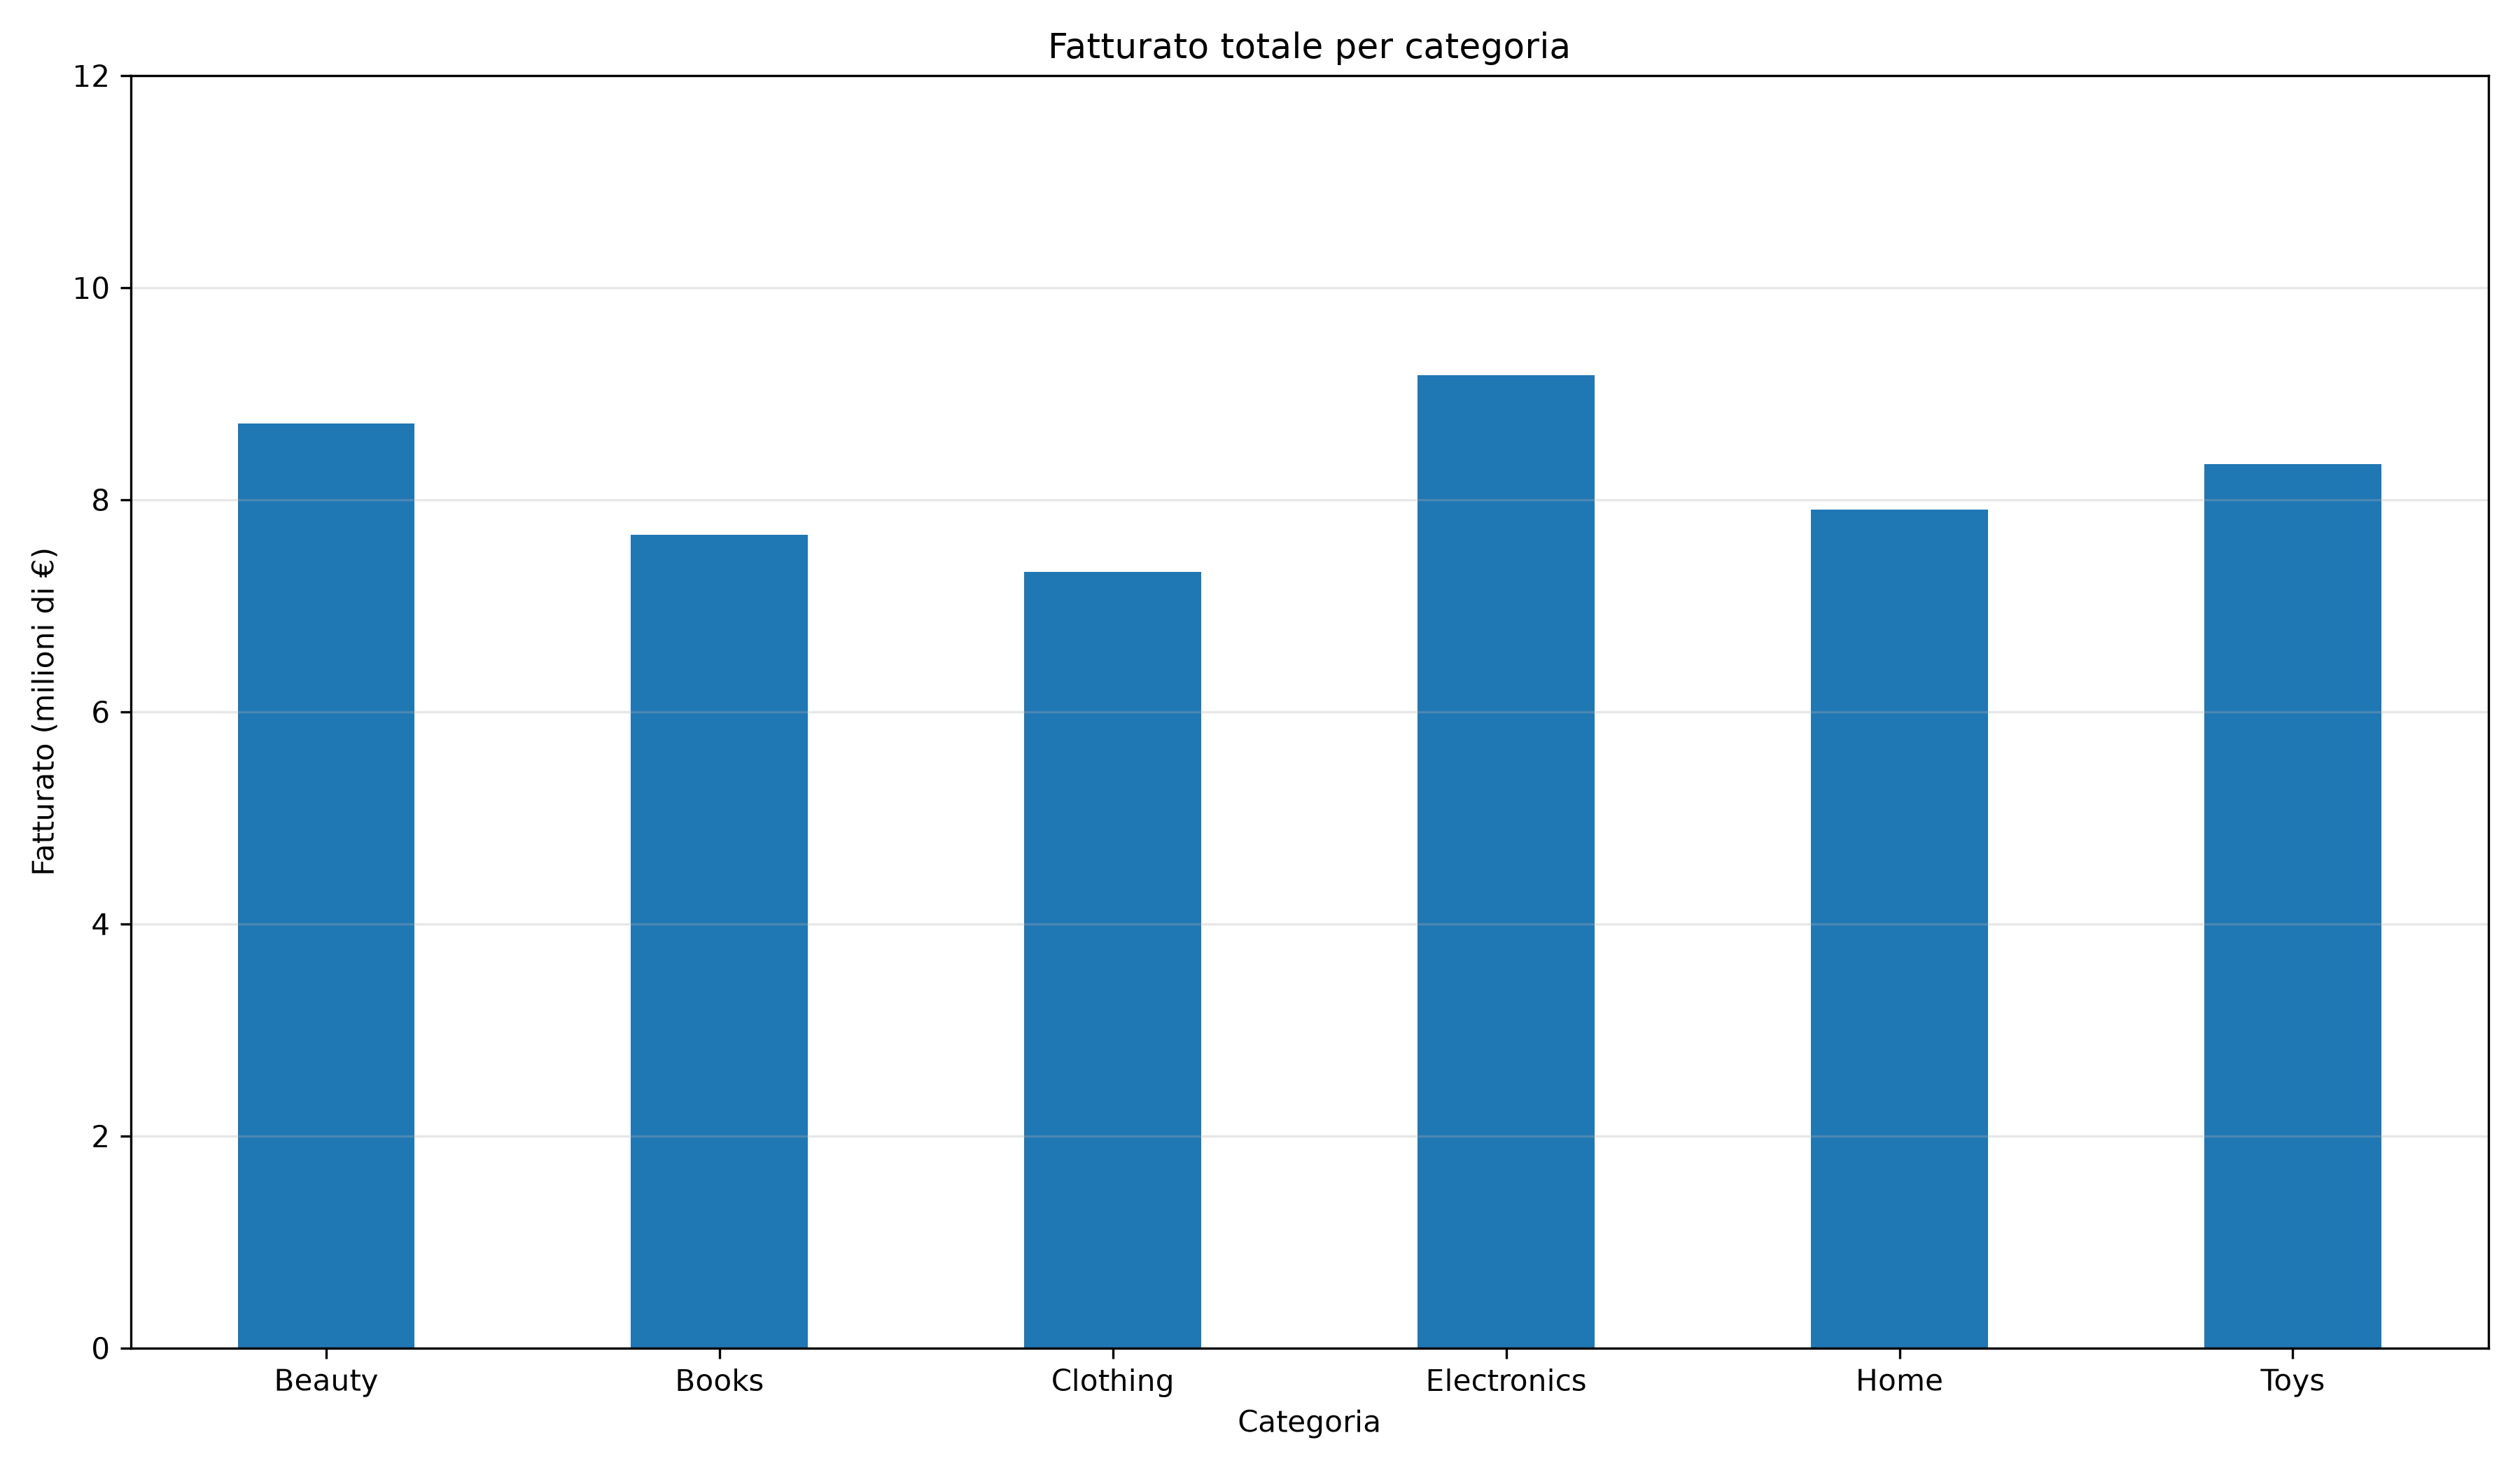 Fatturato totale per categoria
12
10
8
6
4
2
0
Fatturato (milioni di €)
Beauty Books Clothing Electronics Home Toys
Categoria